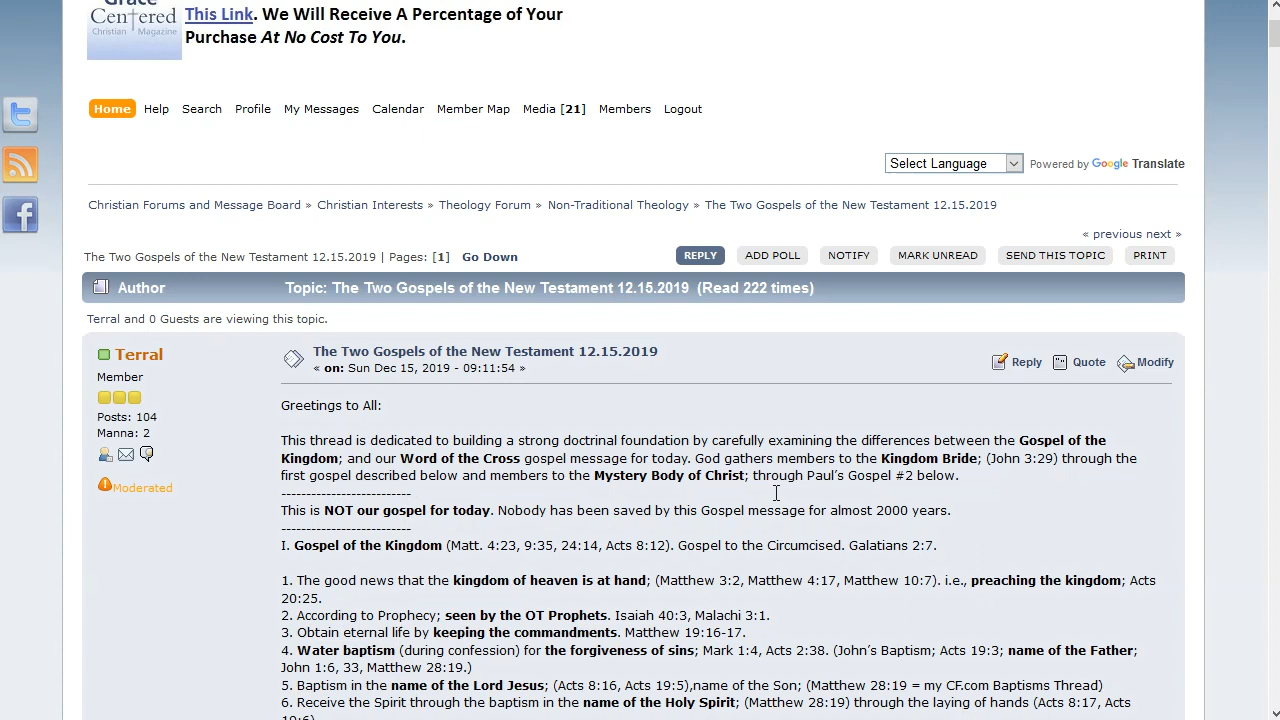 Grace
Centered
Christian Magazine
This Link. We Will Receive A Percentage of Your
Purchase At No Cost To You.
Home Help Search Profile My Messages Calendar Member Map Media [21] Members Logout
Select Language Powered by Google Translate
Christian Forums and Message Board » Christian Interests » Theology Forum » Non-Traditional Theology » The Two Gospels of the New Testament 12.15.2019
« previous next »
The Two Gospels of the New Testament 12.15.2019 | Pages: [1] Go Down REPLY ADD POLL NOTIFY MARK UNREAD SEND THIS TOPIC PRINT
Author Topic: The Two Gospels of the New Testament 12.15.2019 (Read 222 times)
Terral and 0 Guests are viewing this topic.
Terral
Member
Posts: 104
Manna: 2
Moderated
The Two Gospels of the New Testament 12.15.2019
« on: Sun Dec 15, 2019 - 09:11:54 »
Reply Quote Modify
Greetings to All:
This thread is dedicated to building a strong doctrinal foundation by carefully examining the differences between the Gospel of the
Kingdom; and our Word of the Cross gospel message for today. God gathers members to the Kingdom Bride; (John 3:29) through the
first gospel described below and members to the Mystery Body of Christ; through Paul's Gospel #2 below.
--------------------------
This is NOT our gospel for today. Nobody has been saved by this Gospel message for almost 2000 years.
--------------------------
I. Gospel of the Kingdom (Matt. 4:23, 9:35, 24:14, Acts 8:12). Gospel to the Circumcised. Galatians 2:7.
1. The good news that the kingdom of heaven is at hand; (Matthew 3:2, Matthew 4:17, Matthew 10:7). i.e., preaching the kingdom; Acts
20:25.
2. According to Prophecy; seen by the OT Prophets. Isaiah 40:3, Malachi 3:1.
3. Obtain eternal life by keeping the commandments. Matthew 19:16-17.
4. Water baptism (during confession) for the forgiveness of sins; Mark 1:4, Acts 2:38. (John´s Baptism; Acts 19:3; name of the Father;
John 1:6, 33, Matthew 28:19.)
5. Baptism in the name of the Lord Jesus; (Acts 8:16, Acts 19:5),name of the Son; (Matthew 28:19 = my CF.com Baptisms Thread)
6. Receive the Spirit through the baptism in the name of the Holy Spirit; (Matthew 28:19) through the laying of hands (Acts 8:17, Acts
19:6).